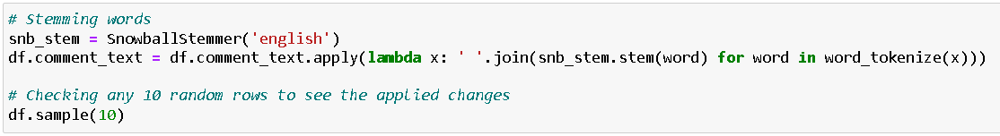 # Stemming words
snb_stem = SnowballStemmer('english')
df.comment_text = df.comment_text.apply(lambda x: ' '.join(snb_stem.stem(word) for word in word_tokenize(x)))
# Checking any 10 random rows to see the applied changes
df.sample(10)